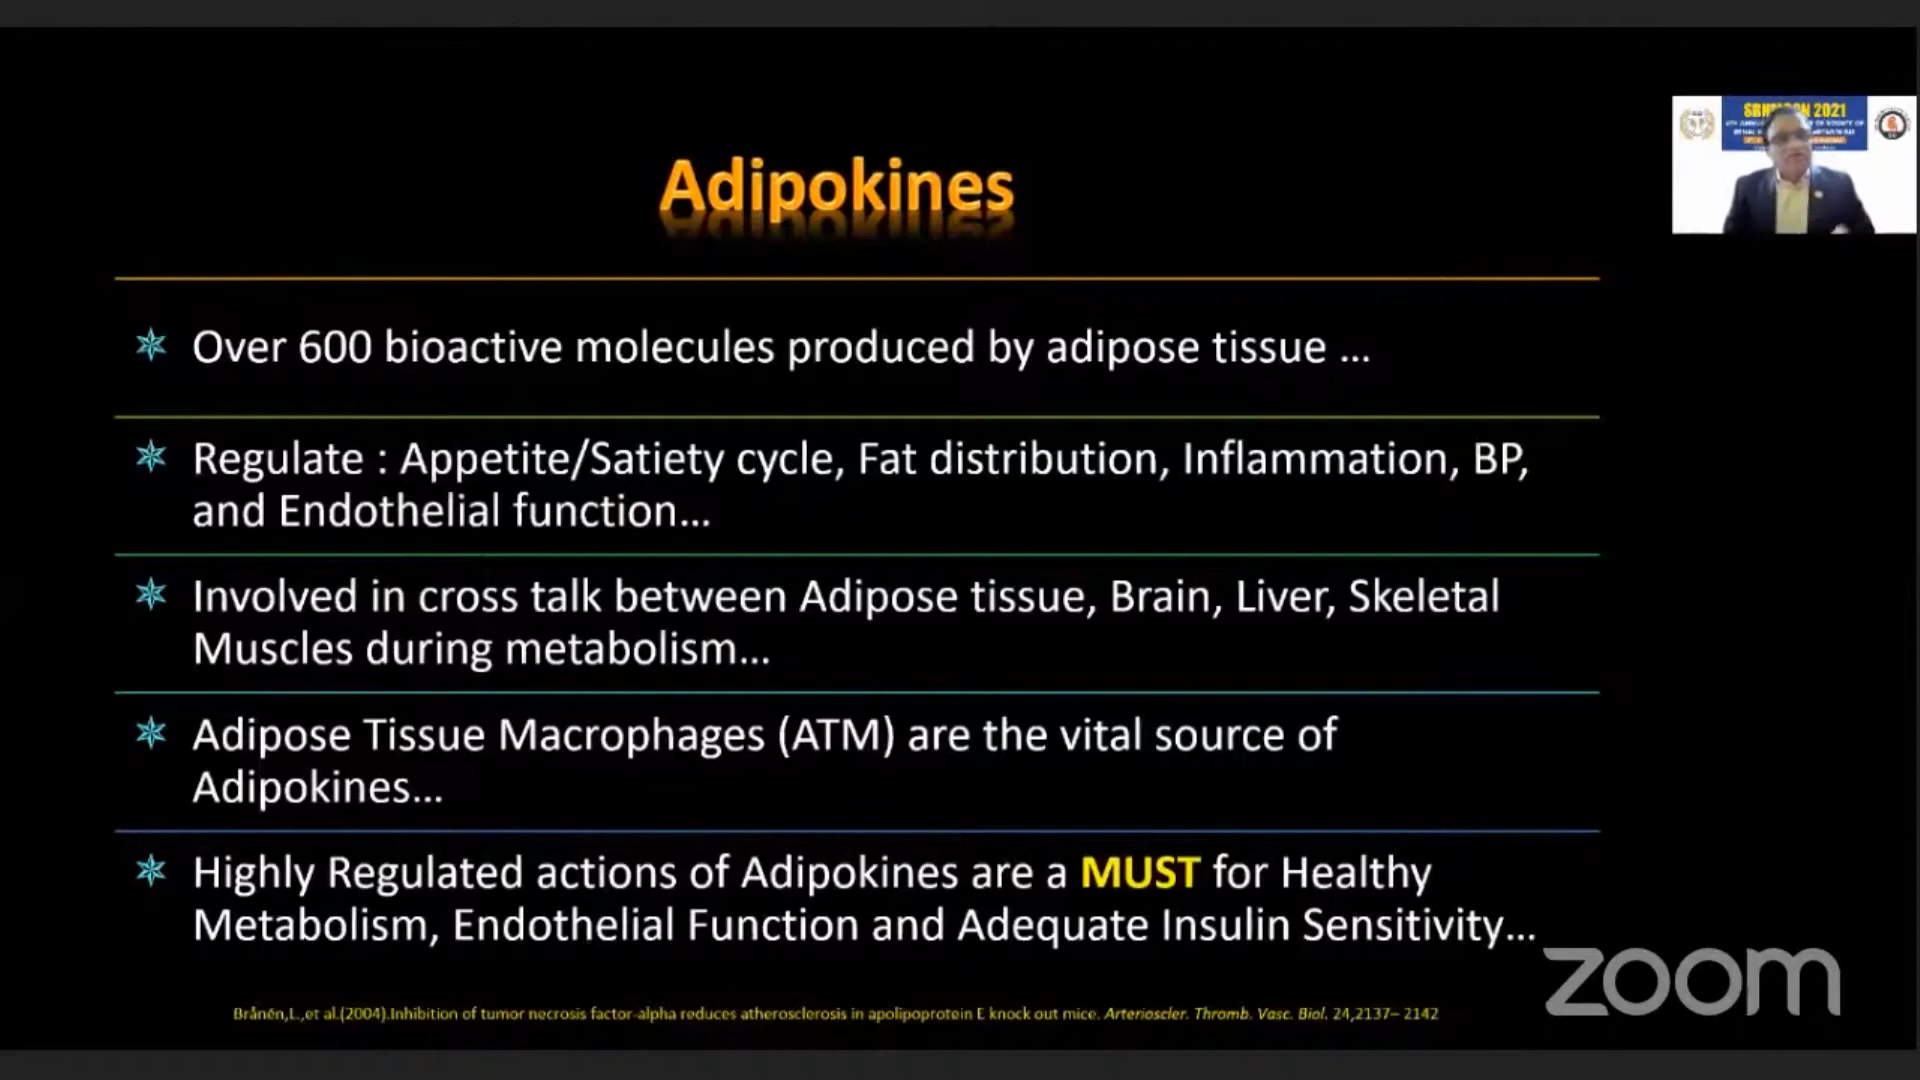 SRHMCON 2021
Adipokines
Over 600 bioactive molecules produced by adipose tissue ...
Regulate : Appetite/Satiety cycle, Fat distribution, Inflammation, BP,
and Endothelial function...
Involved in cross talk between Adipose tissue, Brain, Liver, Skeletal
Muscles during metabolism...
Adipose Tissue Macrophages (ATM) are the vital source of
Adipokines...
Highly Regulated actions of Adipokines are a MUST for Healthy
Metabolism, Endothelial Function and Adequate Insulin Sensitivity...
zoom
Brånén,L.,et al.(2004).Inhibition of tumor necrosis factor-alpha reduces atherosclerosis in apolipoprotein E knock out mice. Arterioscler. Thromb. Vasc. Biol. 24,2137– 2142